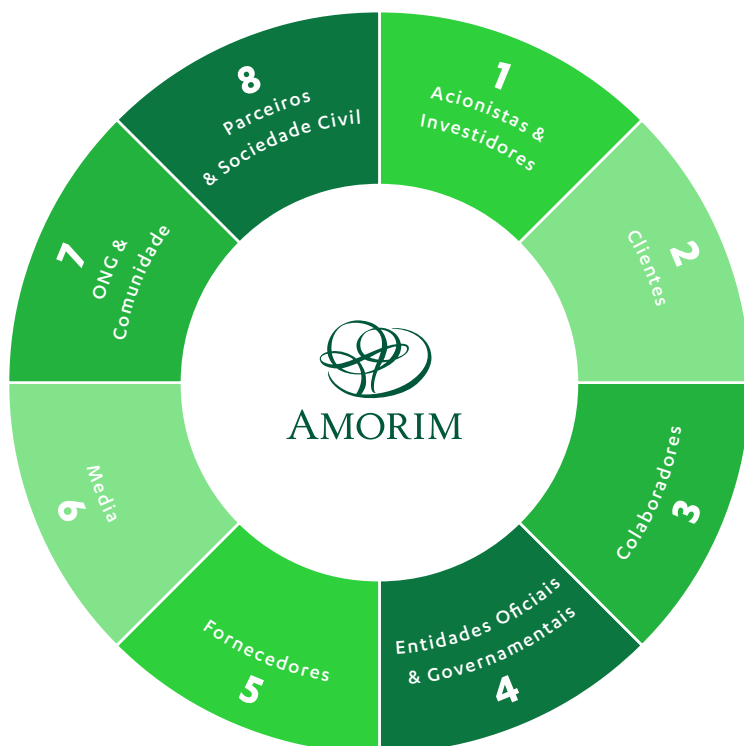 1
Acionistas &
Investidores
2
Clientes
3
Colaboradores
Entidades Oficiais
& Governamentais
4
Fornecedores
5
Media
6
7
ONG &
Comunidade
8
Parceiros
& Sociedade Civil
AMORIM